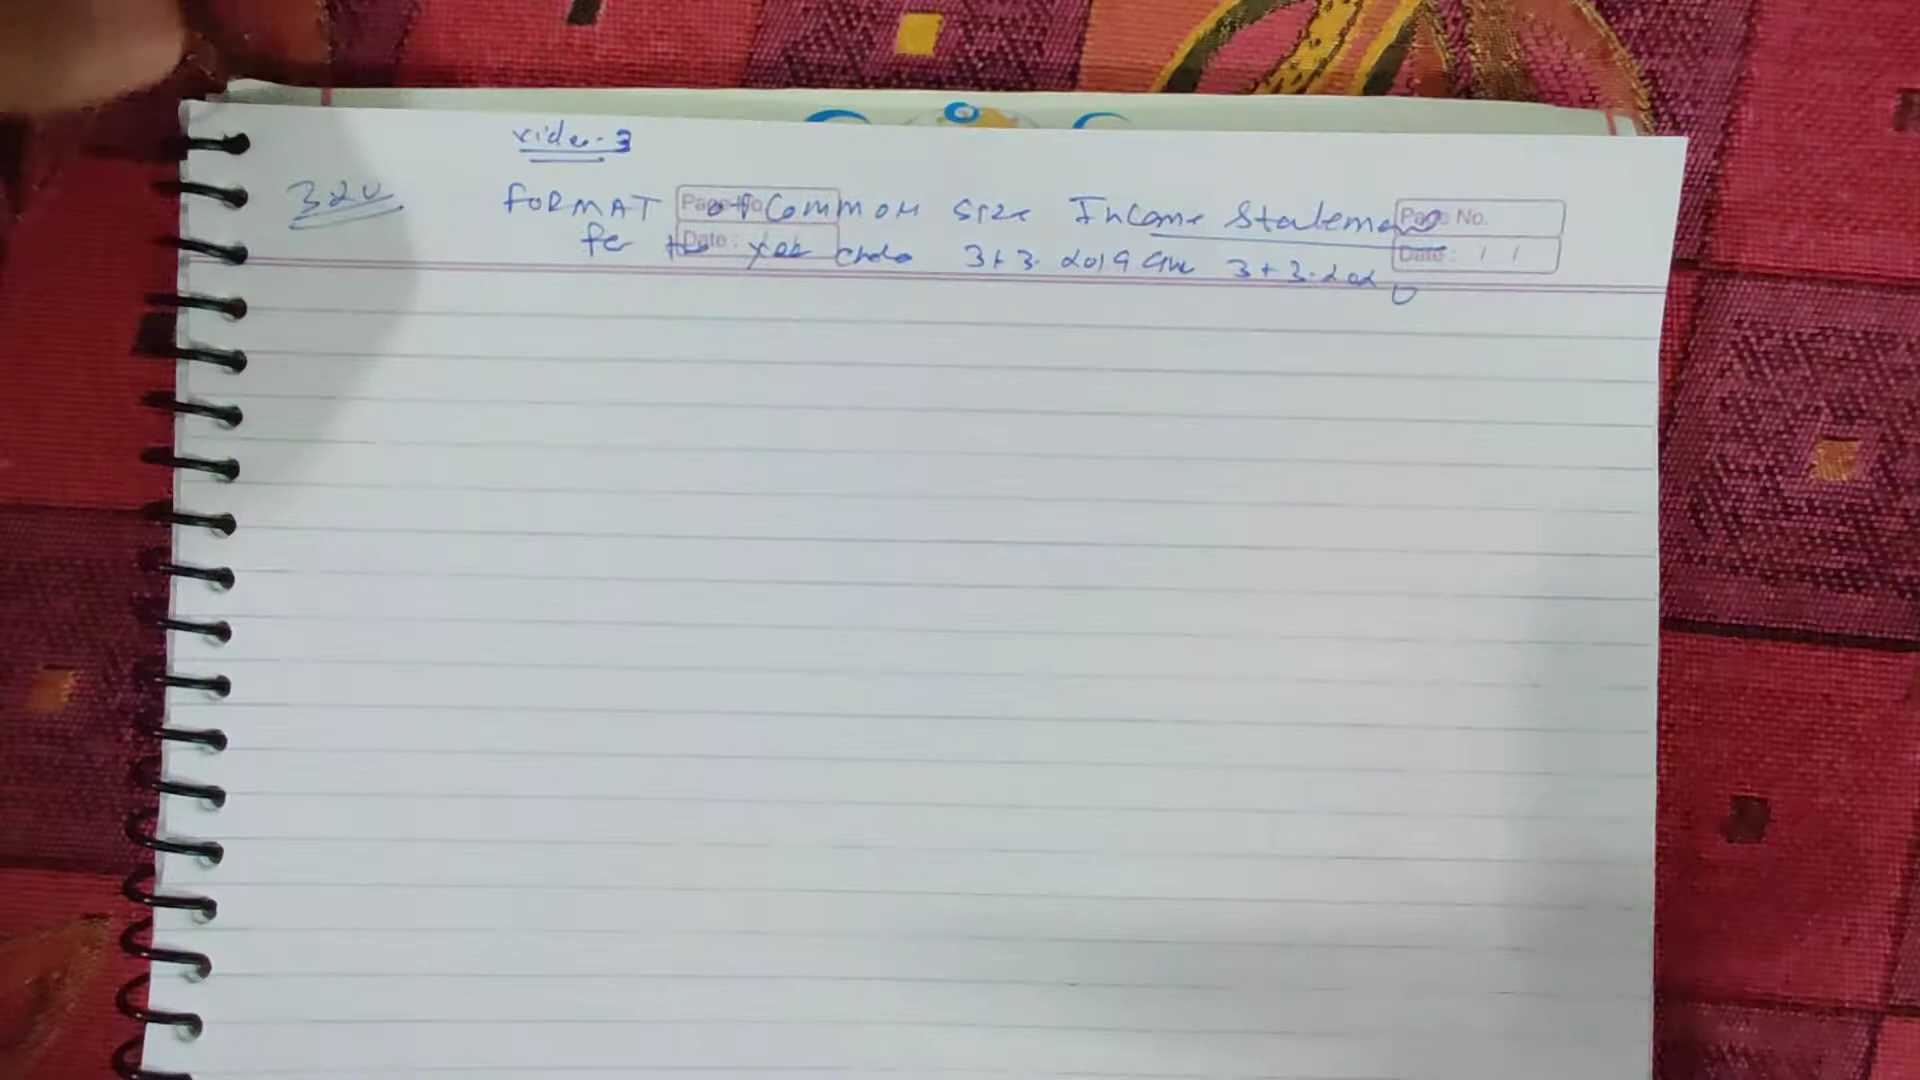 Video-3
320
FORMAT of Common Size Income Statement
for the year ended 31.3.2019 and 31.3.2020
Page No.
Date : / /
Page No.
Date :